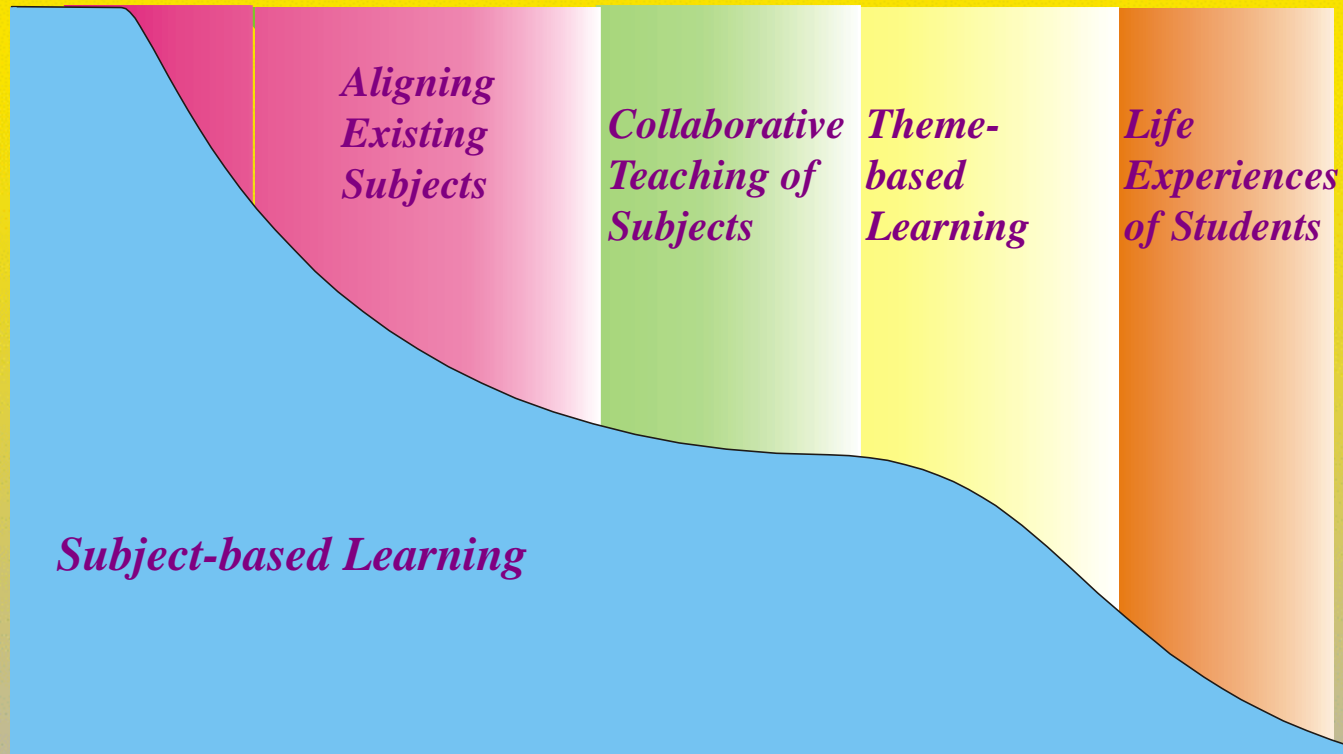 Aligning
Existing
Subjects
Collaborative
Teaching of
Subjects
Theme-
based
Learning
Life
Experiences
of Students
Subject-based Learning